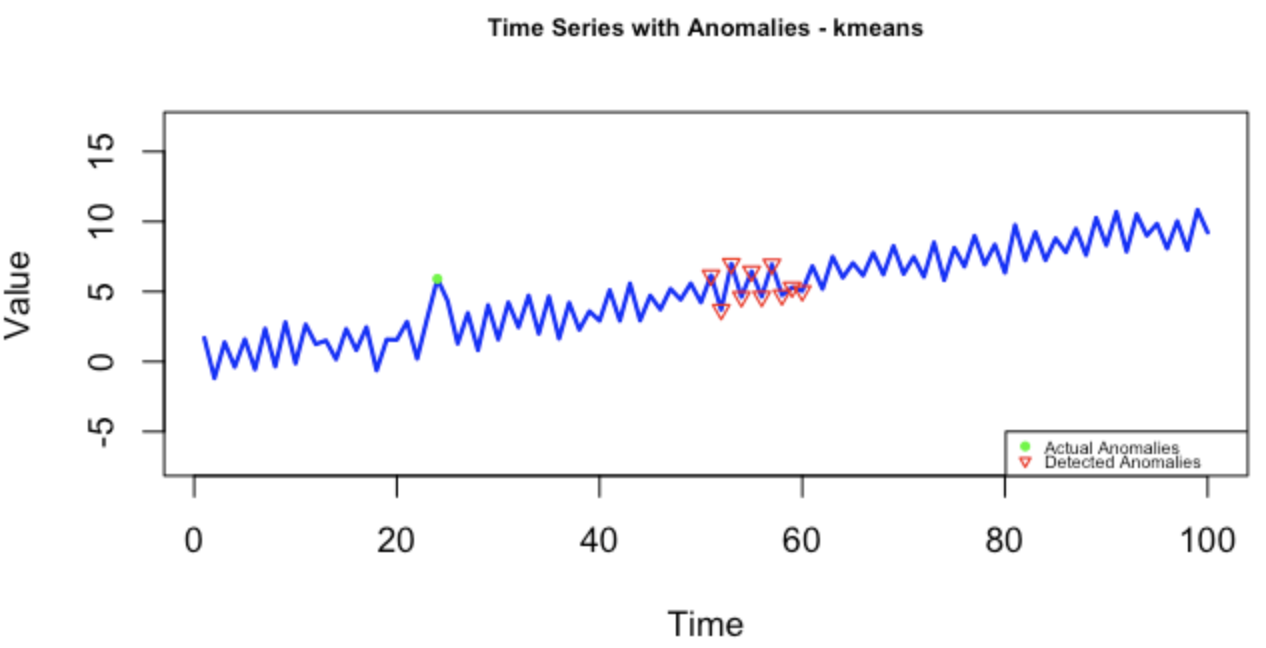 Time Series with Anomalies - kmeans
Value
15
10
5
0
-5
Actual Anomalies
Detected Anomalies
0 20 40 60 80 100
Time